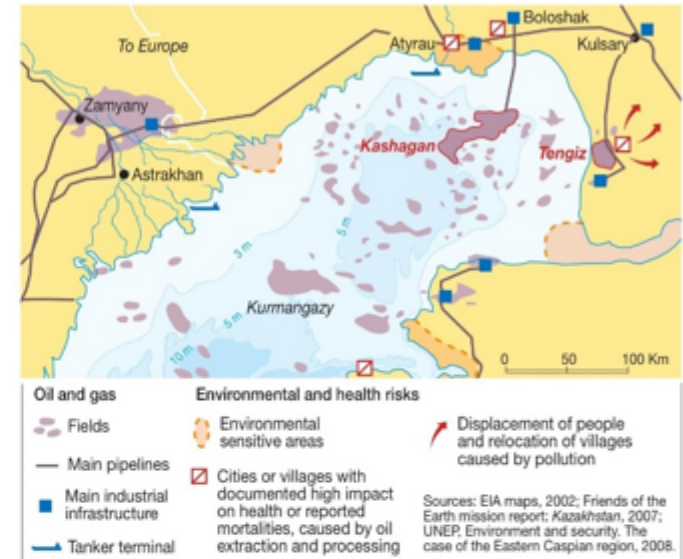 To Europe
Atyrau
Boloshak
Kulsary
Zamyany
Kashagan
Tengiz
Astrakhan
3 m
5 m
Kurmangazy
5 m
10 m
0 50 100 Km
Oil and gas
Fields
Main pipelines
Main industrial
infrastructure
Tanker terminal
Environmental and health risks
Environmental
sensitive areas
Cities or villages with
documented high impact
on health or reported
mortalities, caused by oil
extraction and processing
Displacement of people
and relocation of villages
caused by pollution
Sources: EIA maps, 2002; Friends of the
Earth mission report; Kazakhstan, 2007;
UNEP, Environment and security. The
case of the Eastern Caspian region, 2008.